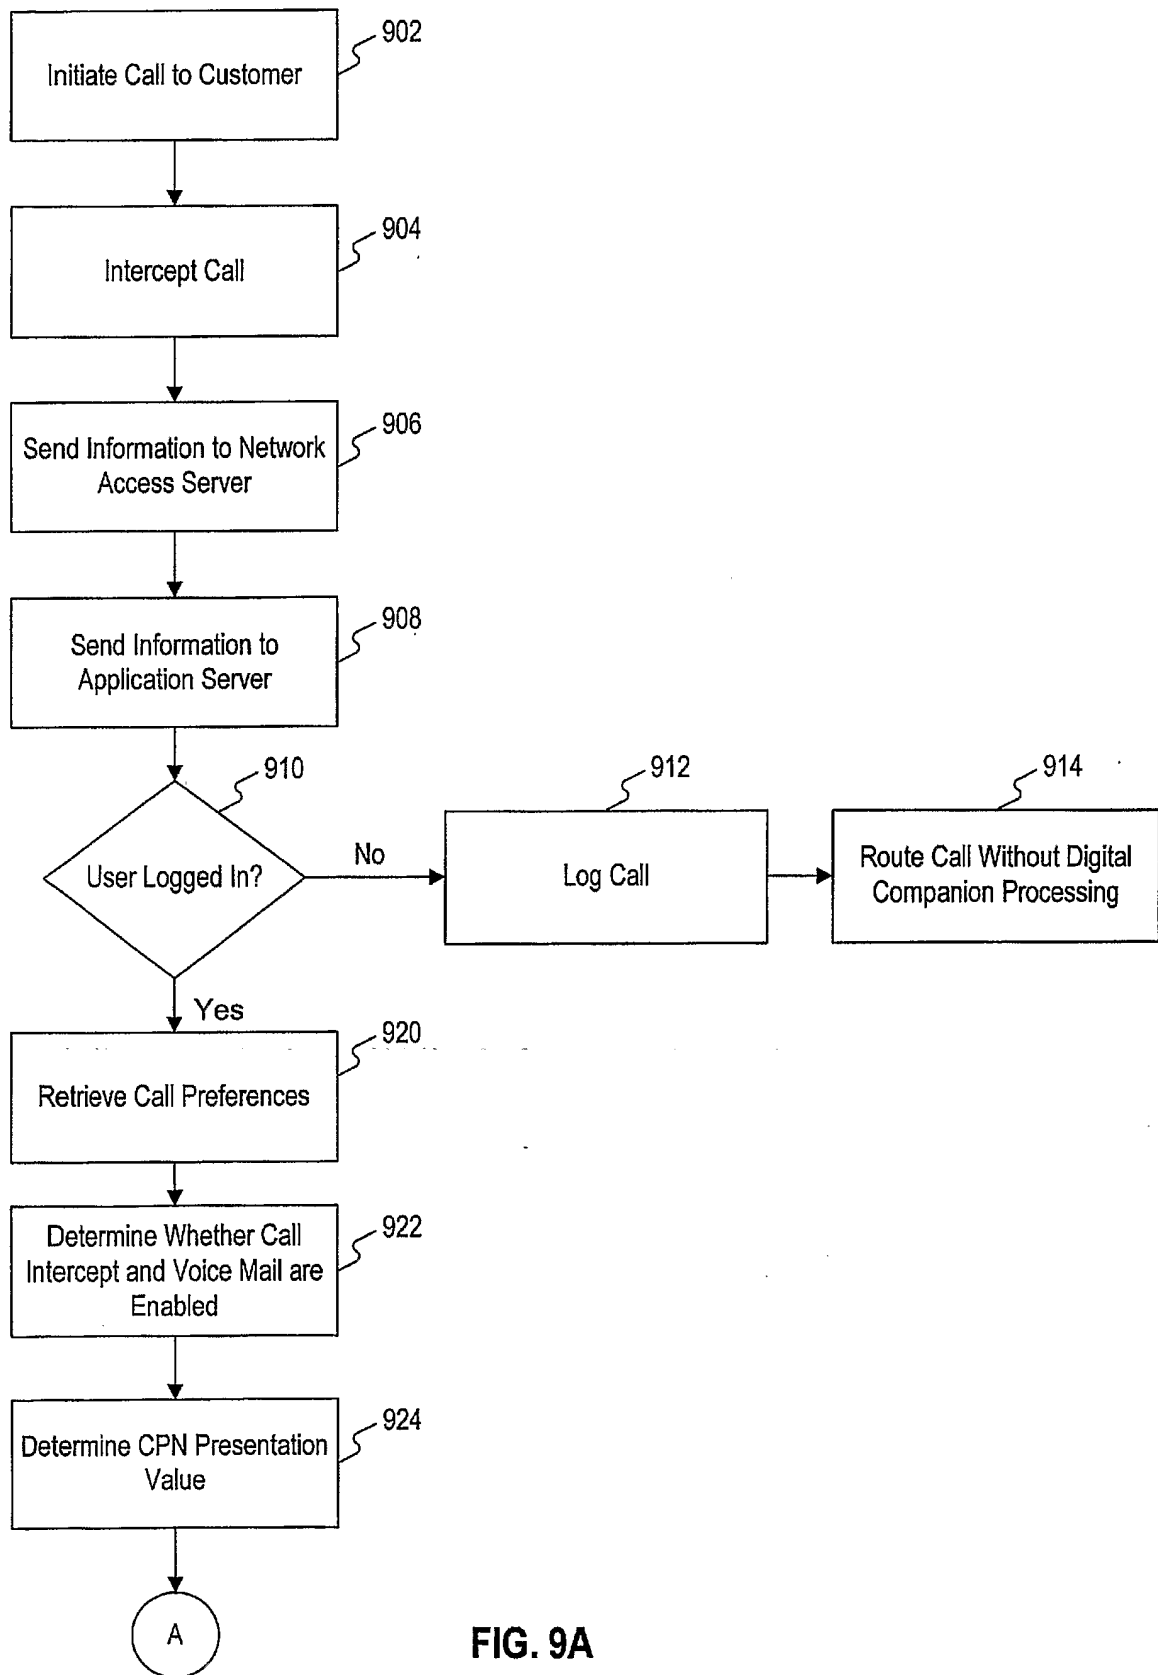 902
Initiate Call to Customer
904
Intercept Call
906
Send Information to Network
Access Server
908
Send Information to
Application Server
910
User Logged In?
No
912
Log Call
914
Route Call Without Digital
Companion Processing
Yes
920
Retrieve Call Preferences
922
Determine Whether Call
Intercept and Voice Mail are
Enabled
924
Determine CPN Presentation
Value
A
FIG. 9A